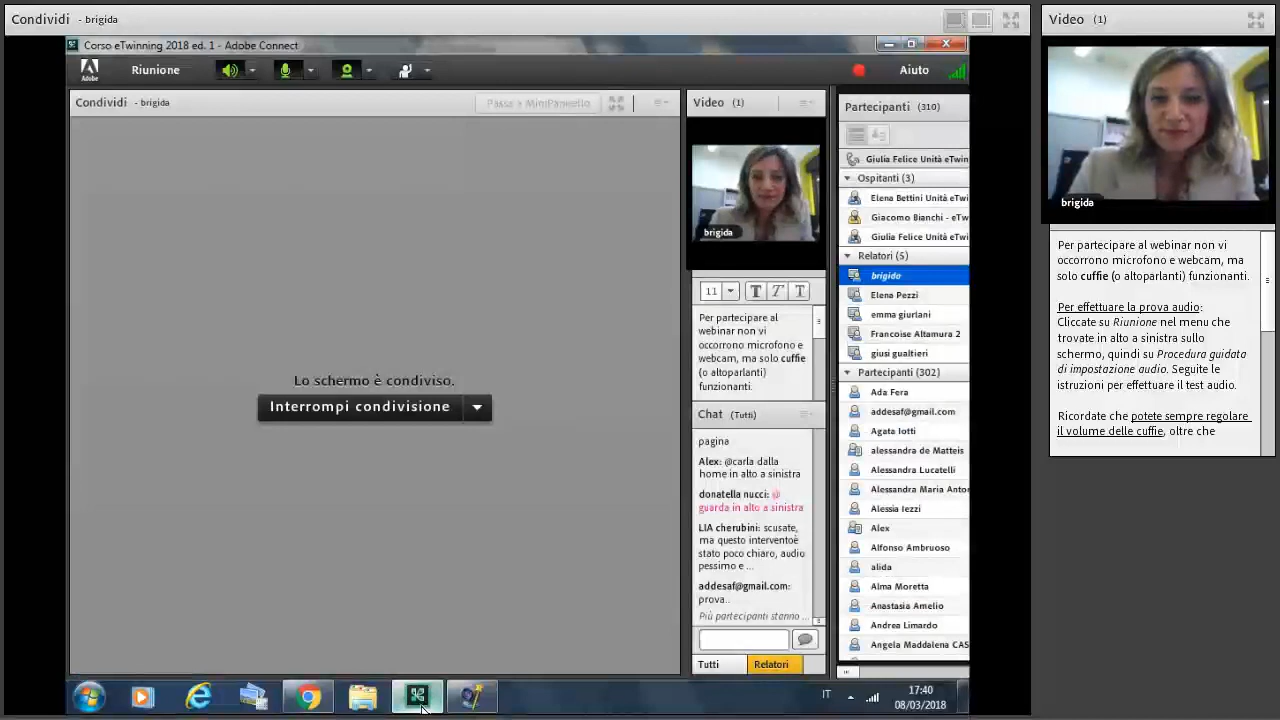 Condividi - brigida
Video (1)
Corso eTwinning 2018 ed. 1 - Adobe Connect
Adobe
Riunione
Aiuto
Condividi - brigida
Passa a MiniPannello
Lo schermo è condiviso.
Interrompi condivisione
Video (1)
brigida
11
T T T
Per partecipare al
webinar non vi
occorrono microfono e
webcam, ma solo cuffie
(o altoparlanti)
funzionanti.
Chat (Tutti)
pagina
Alex: @carla dalla
home in alto a sinistra
donatella nucci: @
guarda in alto a sinistra
LIA cherubini: scusate,
ma questo interventoè
stato poco chiaro, audio
pessimo e ...
addesaf@gmail.com:
prova..
Più partecipanti stanno ...
Tutti
Relatori
Partecipanti (310)
Giulia Felice Unità eTwin
Ospitanti (3)
Elena Bettini Unità eTwi
Giacomo Bianchi - eTw
Giulia Felice Unità eTwi
Relatori (5)
brigida
Elena Pezzi
emma giurlani
Francoise Altamura 2
giusi gualtieri
Partecipanti (302)
Ada Fera
addesaf@gmail.com
Agata Iotti
alessandra de Matteis
Alessandra Lucatelli
Alessandra Maria Anton
Alessia Iezzi
Alex
Alfonso Ambruoso
alida
Alma Moretta
Anastasia Amelio
Andrea Limardo
Angela Maddalena CAS
brigida
Per partecipare al webinar non vi
occorrono microfono e webcam, ma
solo cuffie (o altoparlanti) funzionanti.
Per effettuare la prova audio:
Cliccate su Riunione nel menu che
trovate in alto a sinistra sullo
schermo, quindi su Procedura guidata
di impostazione audio. Seguite le
istruzioni per effettuare il test audio.
Ricordate che potete sempre regolare
il volume delle cuffie, oltre che
IT
17:40
08/03/2018